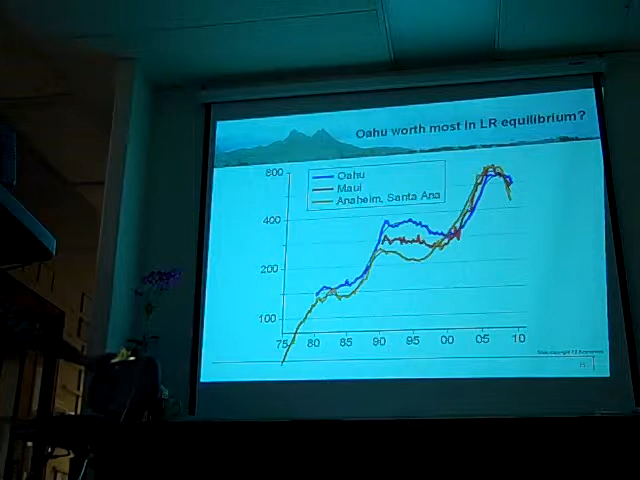 Oahu worth most in LR equilibrium?
800
Oahu
Maui
Anaheim, Santa Ana
400
200
100
75 80 85 90 95 00 05 10